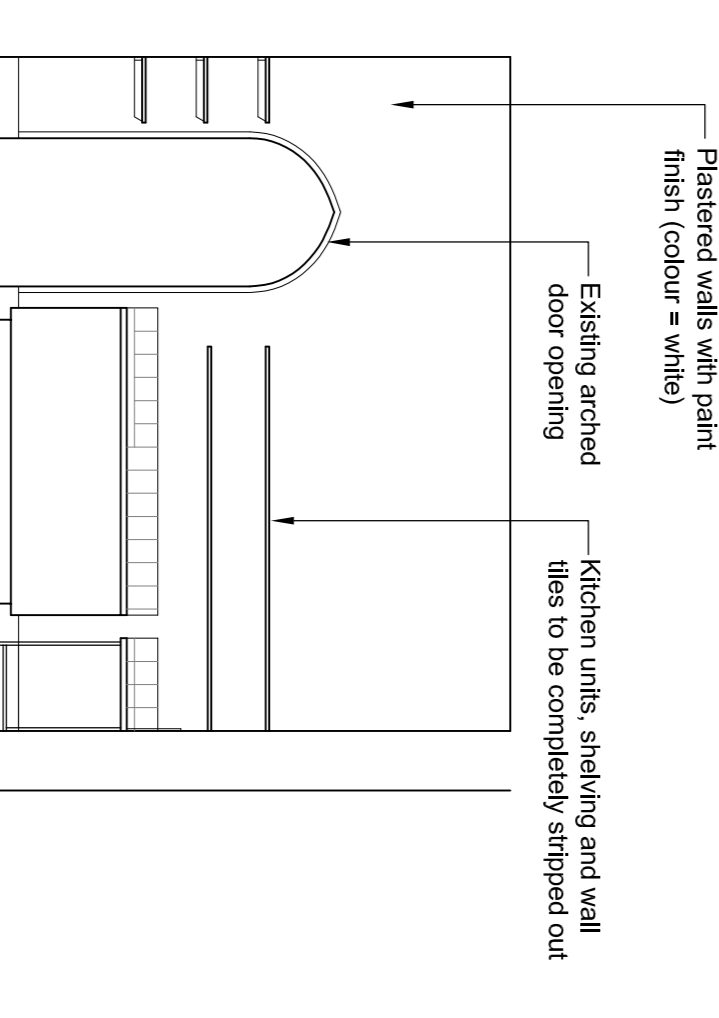 Plastered walls with paint
finish (colour = white)
Existing arched
door opening
Kitchen units, shelving and wall
tiles to be completely stripped out